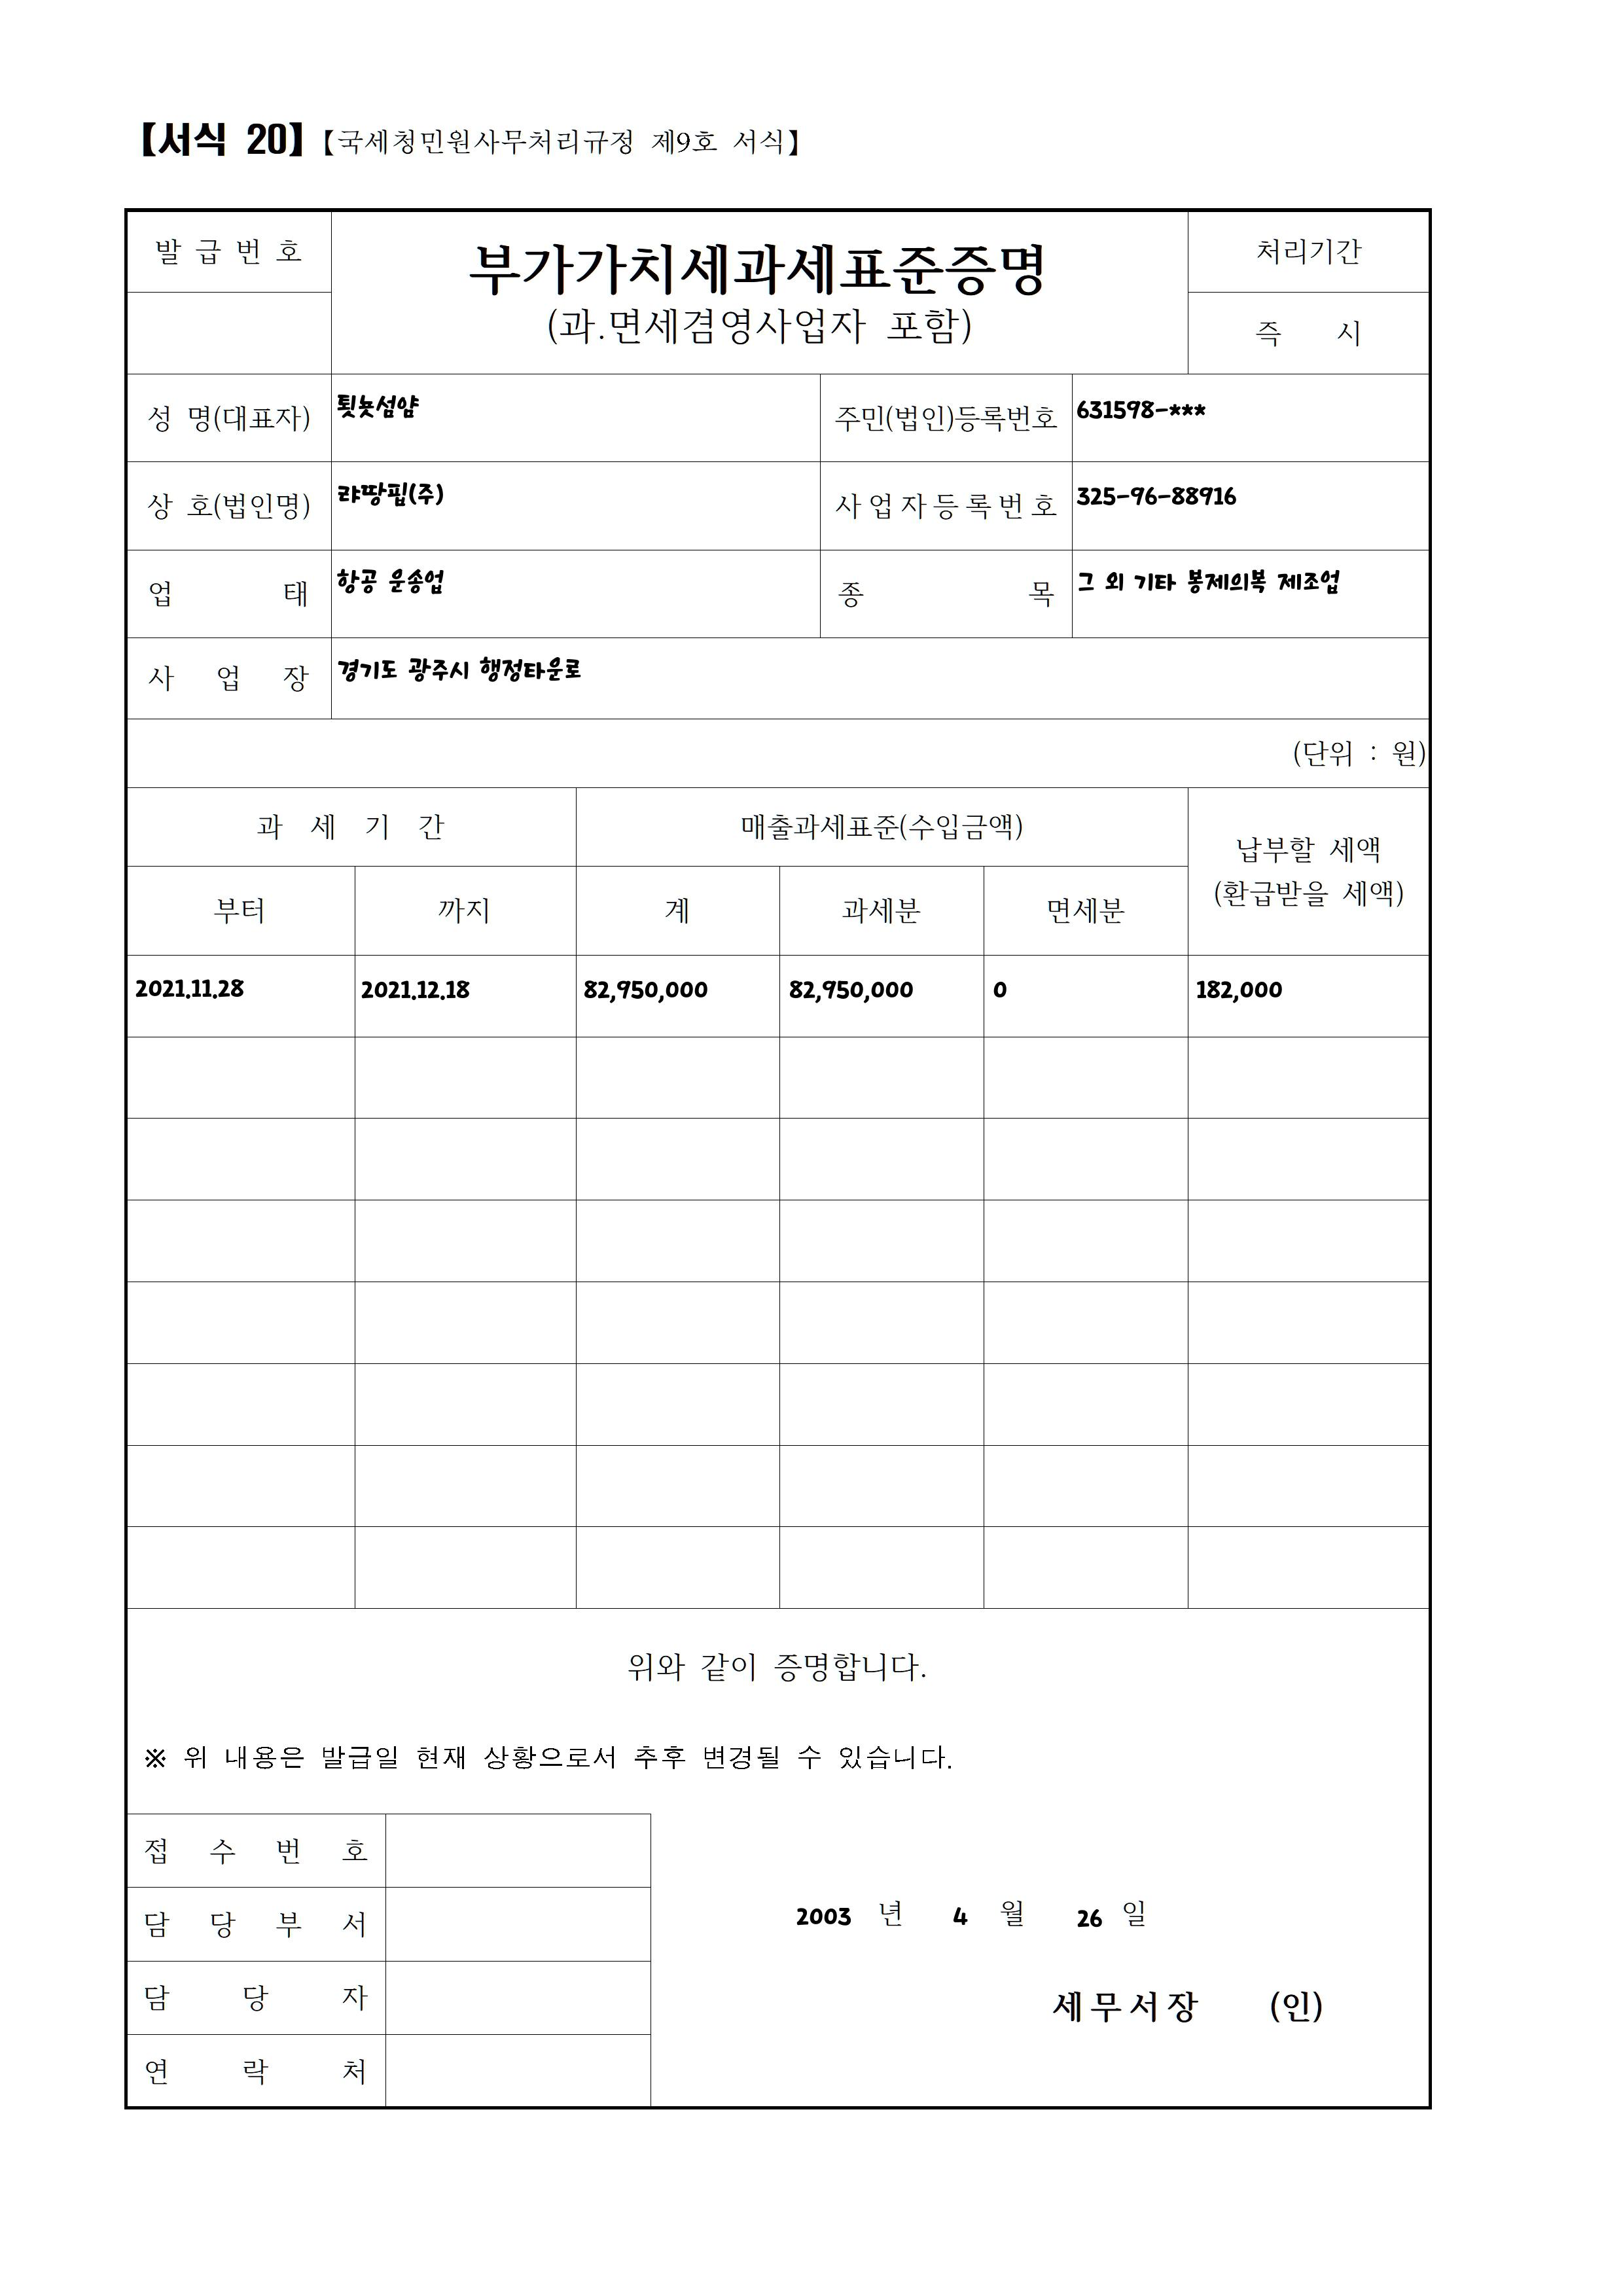 【서식 20】【국세청민원사무처리규정 제9호 서식】
발 급 번 호
부가가치세과세표준증명
(과.면세겸영사업자 포함)
처리기간
즉 시
성 명(대표자) 툇놋섬얌 주민(법인)등록번호 631598-***
상 호(법인명) 랴땅핍(주) 사업자등록번호 325-96-88916
업 태 항공 운송업 종 목 그 외 기타 봉제의복 제조업
사 업 장 경기도 광주시 행정타운로
(단위 : 원)
과 세 기 간 매출과세표준(수입금액) 납부할 세액
(환급받을 세액)
부터 까지 계 과세분 면세분
2021.11.28 2021.12.18 82,950,000 82,950,000 0 182,000
위와 같이 증명합니다.
※ 위 내용은 발급일 현재 상황으로서 추후 변경될 수 있습니다.
접 수 번 호
담 당 부 서
담 당 자
연 락 처
2003 년 4 월 26 일
세무서장 (인)